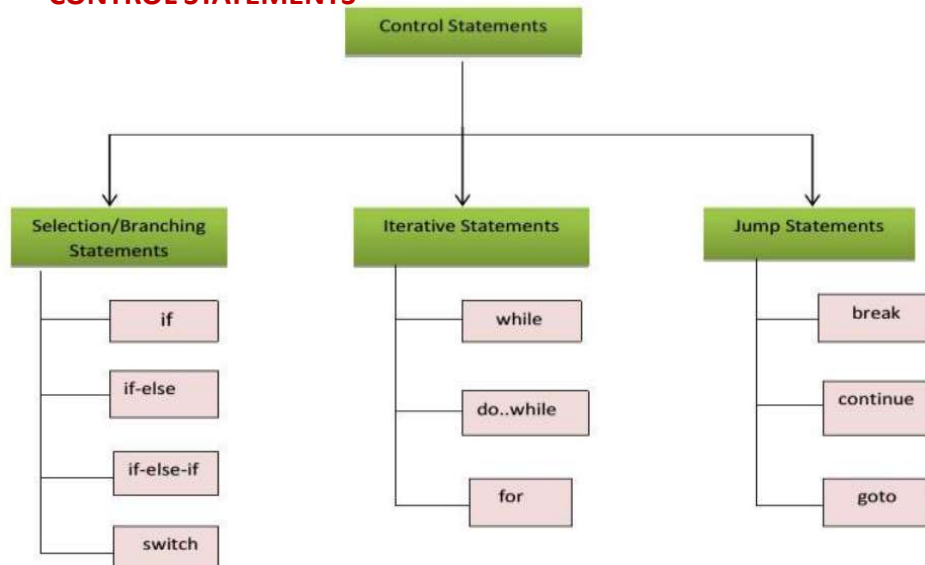 CONTROL STATEMENTS
Control Statements
Selection/Branching
Statements
if
if-else
if-else-if
switch
Iterative Statements
while
do..while
for
Jump Statements
break
continue
goto